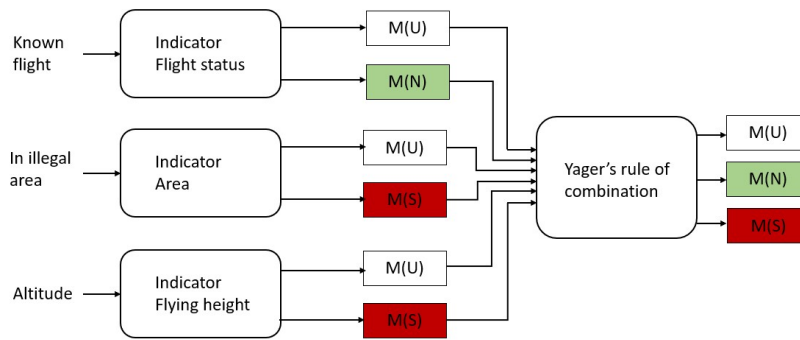 Known
flight
Indicator
Flight status
M(U)
M(N)
In illegal
area
Indicator
Area
M(U)
M(S)
Altitude
Indicator
Flying height
M(U)
M(S)
Yager's rule of
combination
M(U)
M(N)
M(S)